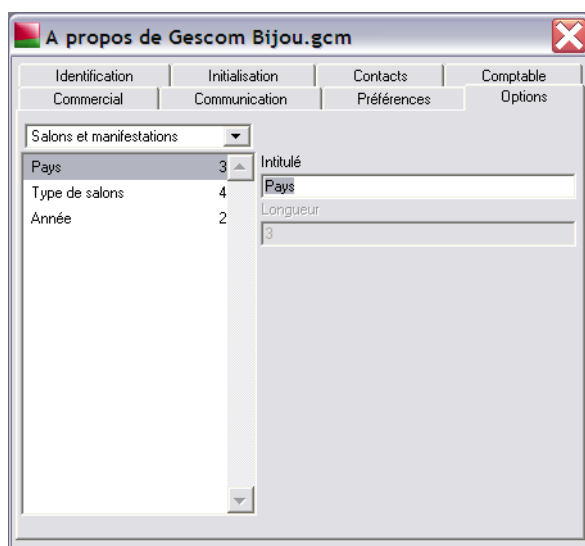 A propos de Gescom Bijou.gcm
Identification Initialisation Contacts Comptable
Commercial Communication Préférences Options
Salons et manifestations
Pays 3
Type de salons 4
Année 2
Intitulé
Pays
Longueur
3